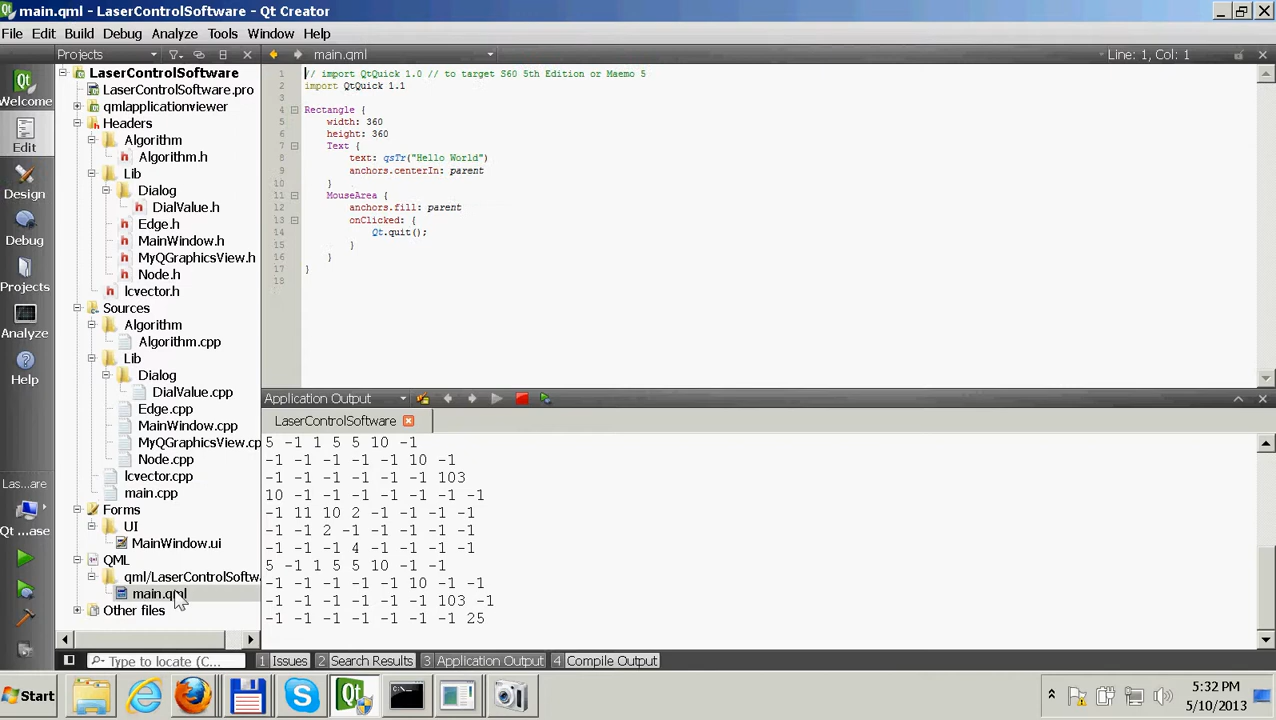 main.qml - LaserControlSoftware - Qt Creator
File Edit Build Debug Analyze Tools Window Help
Projects
main.qml
Line: 1, Col: 1
Welcome
Edit
Design
Debug
Projects
Analyze
Help
Las...are
Qt ...ase
LaserControlSoftware
LaserControlSoftware.pro
qmlapplicationviewer
Headers
Algorithm
Algorithm.h
Lib
Dialog
DialValue.h
Edge.h
MainWindow.h
MyQGraphicsView.h
Node.h
lcvector.h
Sources
Algorithm
Algorithm.cpp
Lib
Dialog
DialValue.cpp
Edge.cpp
MainWindow.cpp
MyQGraphicsView.cp
Node.cpp
lcvector.cpp
main.cpp
Forms
UI
MainWindow.ui
QML
qml/LaserControlSoftw
main.qml
Other files
1 // import QtQuick 1.0 // to target S60 5th Edition or Maemo 5
2 import QtQuick 1.1
3
4 Rectangle {
5 width: 360
6 height: 360
7 Text {
8 text: qsTr("Hello World")
9 anchors.centerIn: parent
10 }
11 MouseArea {
12 anchors.fill: parent
13 onClicked: {
14 Qt.quit();
15 }
16 }
17 }
18
Application Output
LaserControlSoftware
5 -1 1 5 5 10 -1
-1 -1 -1 -1 -1 10 -1
-1 -1 -1 -1 -1 -1 103
10 -1 -1 -1 -1 -1 -1 -1
-1 11 10 2 -1 -1 -1 -1
-1 -1 2 -1 -1 -1 -1 -1
-1 -1 -1 4 -1 -1 -1 -1
5 -1 1 5 5 10 -1 -1
-1 -1 -1 -1 -1 10 -1 -1
-1 -1 -1 -1 -1 -1 103 -1
-1 -1 -1 -1 -1 -1 -1 25
Type to locate (C...
1 Issues 2 Search Results 3 Application Output 4 Compile Output
Start
5:32 PM
5/10/2013